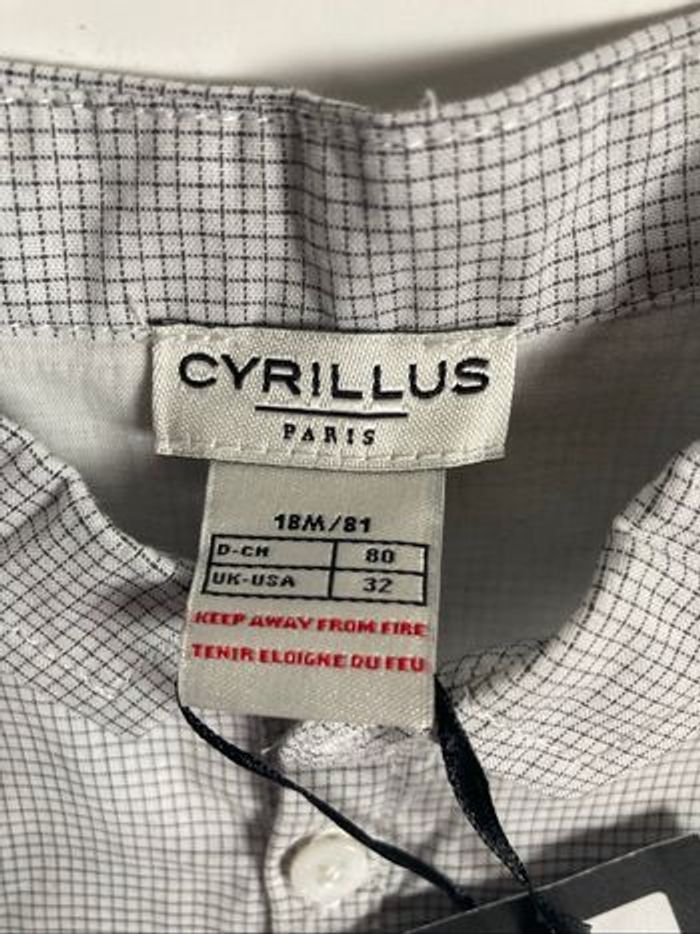 CYRILLUS
PARIS
18M/81
D-CH 80
UK-USA 32
KEEP AWAY FROM FIRE
TENIR ELOIGNE DU FEU